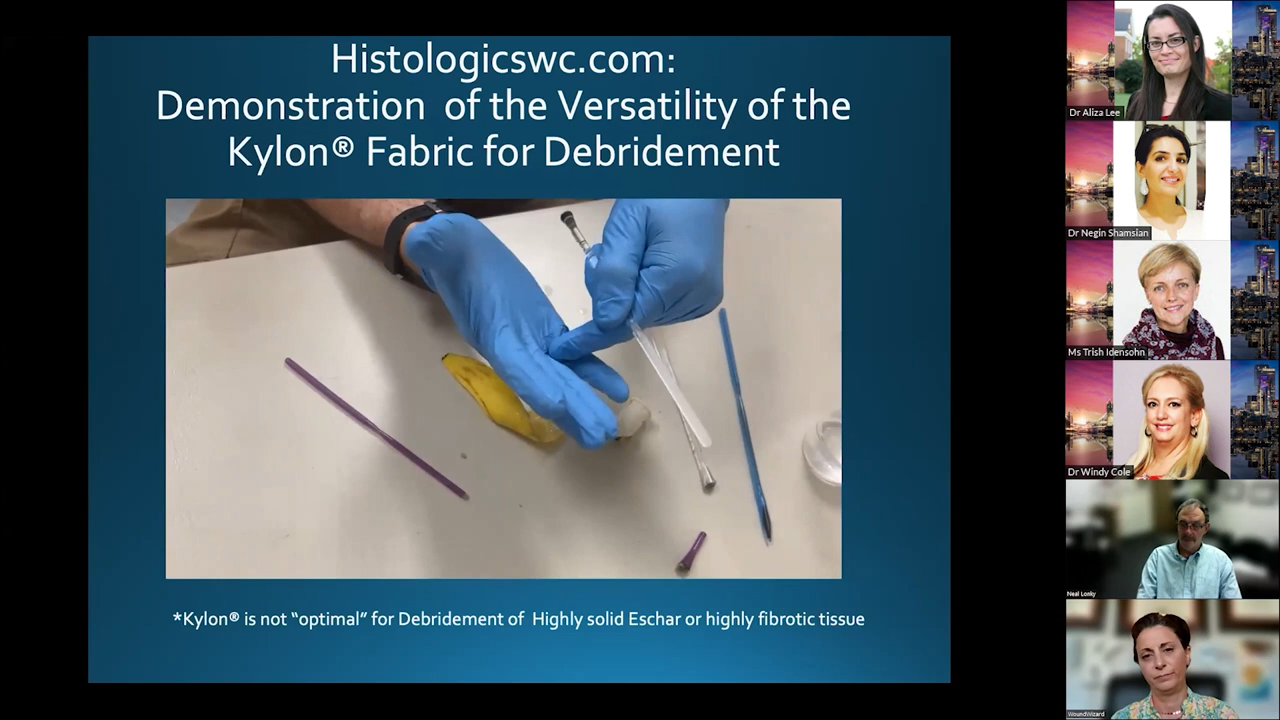 Histologicswc.com:
Demonstration of the Versatility of the
Kylon® Fabric for Debridement
*Kylon® is not “optimal” for Debridement of Highly solid Eschar or highly fibrotic tissue
Dr Aliza Lee
Dr Negin Shamsian
Ms Trish Idensohn
Dr Windy Cole
Neal Lonky
WoundWizard